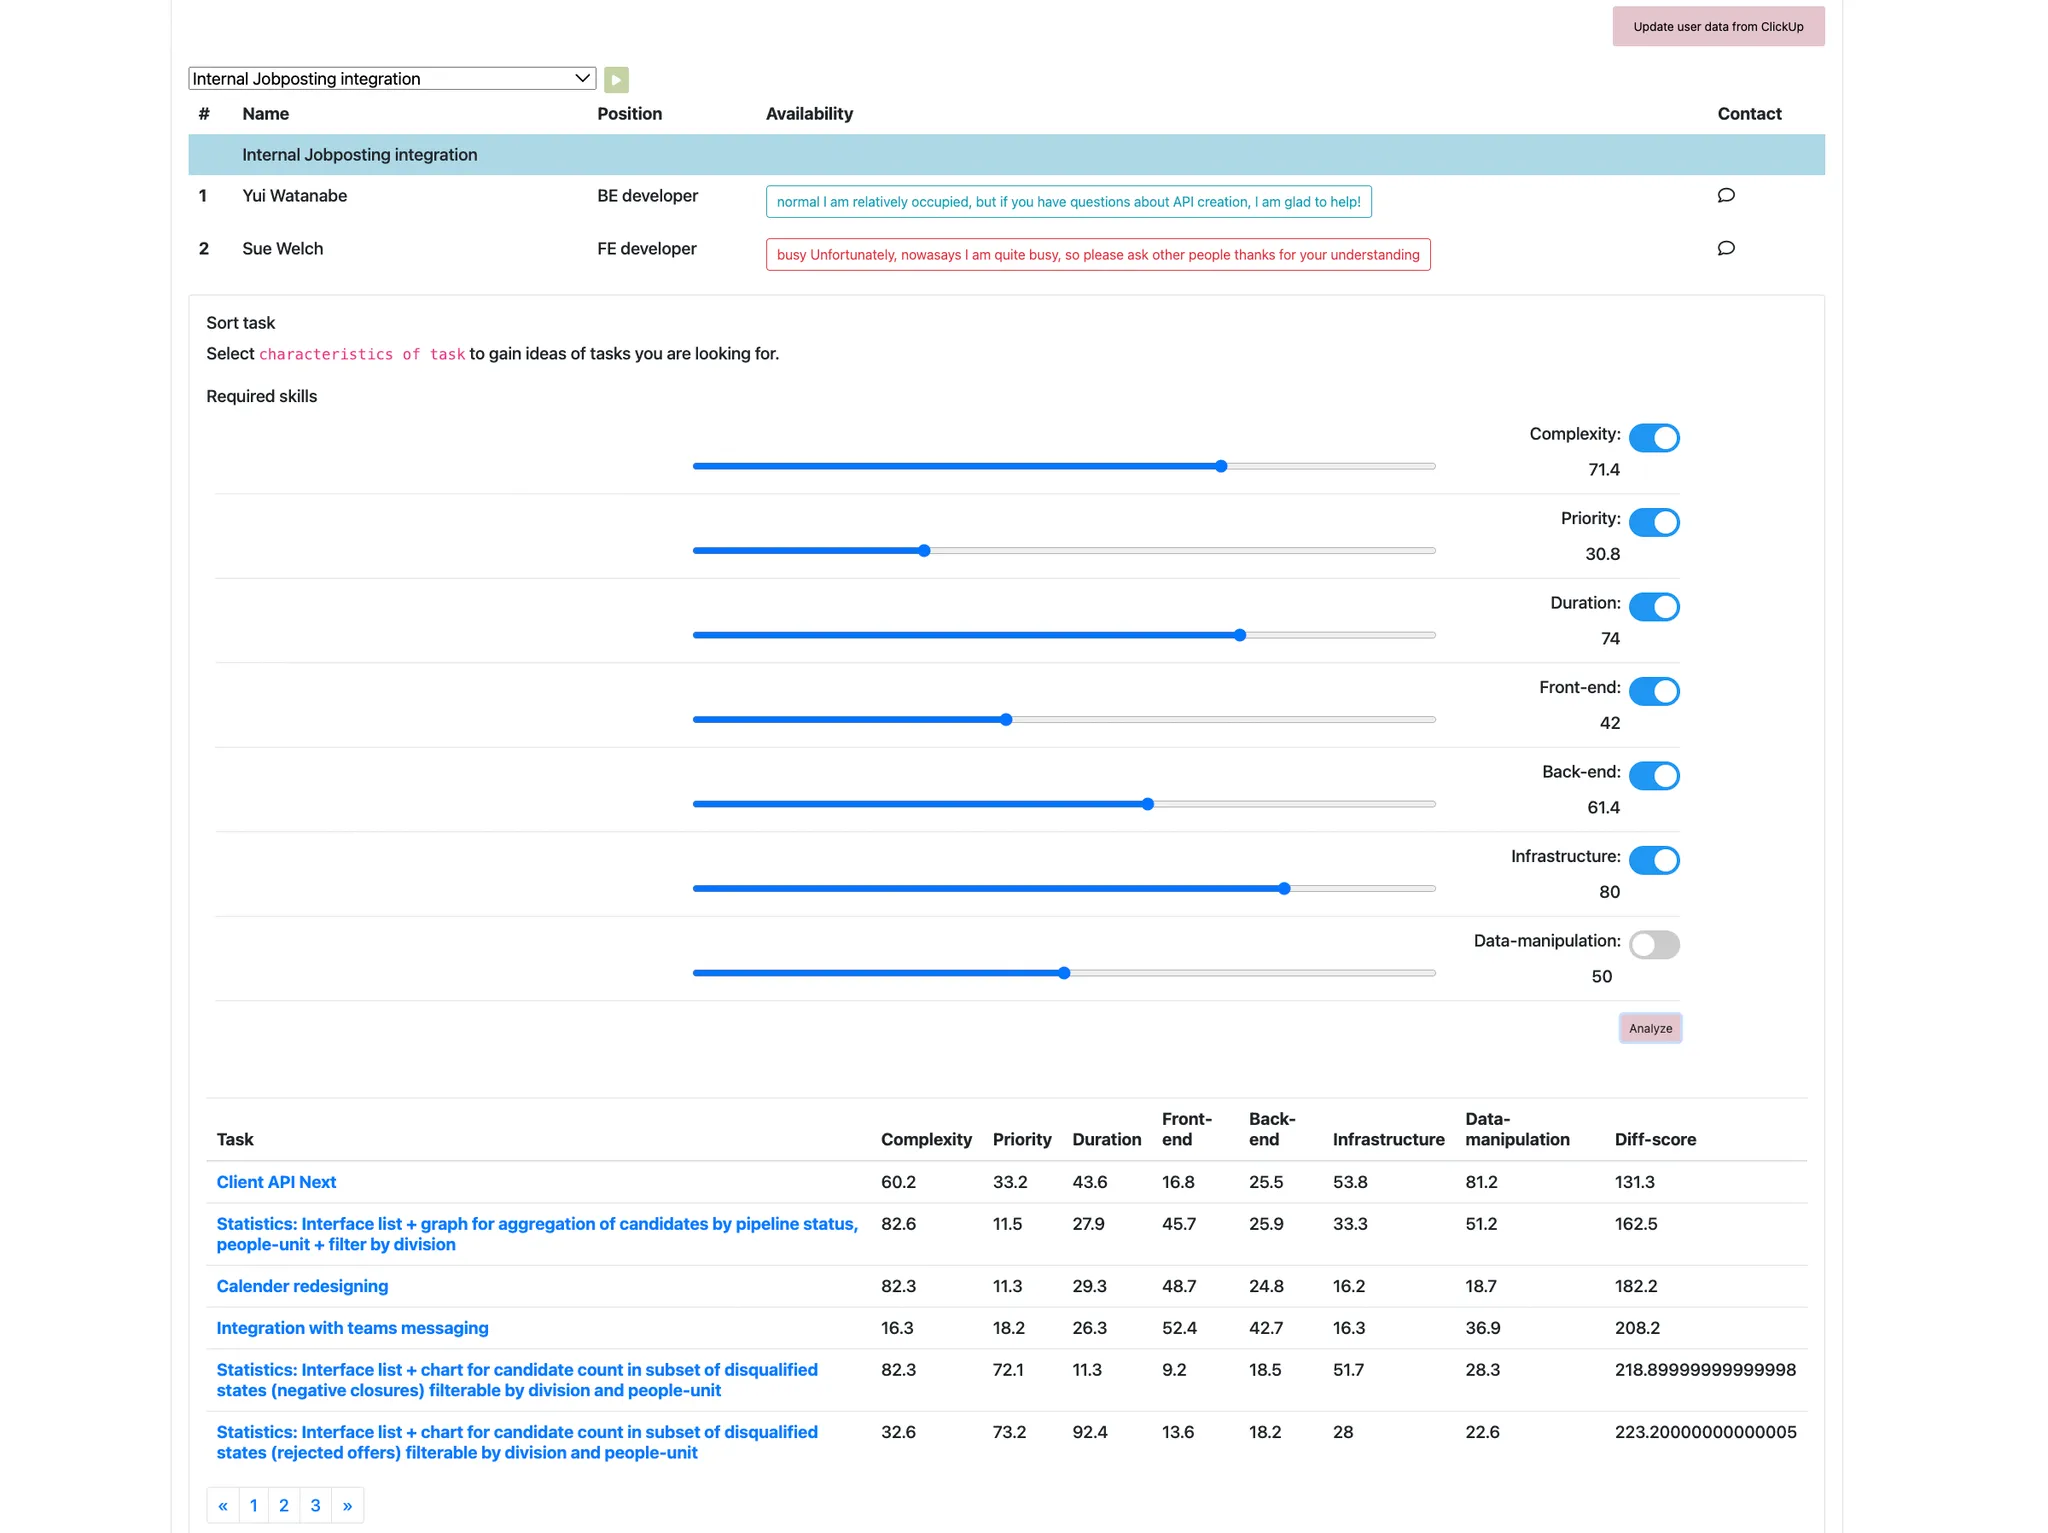 Update user data from ClickUp
Internal Jobposting integration
# Name Position Availability Contact
Internal Jobposting integration
1 Yui Watanabe BE developer normal I am relatively occupied, but if you have questions about API creation, I am glad to help!
2 Sue Welch FE developer busy Unfortunately, nowasays I am quite busy, so please ask other people thanks for your understanding
Sort task
Select characteristics of task to gain ideas of tasks you are looking for.
Required skills
Complexity:
71.4
Priority:
30.8
Duration:
74
Front-end:
42
Back-end:
61.4
Infrastructure:
80
Data-manipulation:
50
Analyze
Task Complexity Priority Duration Front-end Back-end Infrastructure Data-manipulation Diff-score
Client API Next 60.2 33.2 43.6 16.8 25.5 53.8 81.2 131.3
Statistics: Interface list + graph for aggregation of candidates by pipeline status, 82.6 11.5 27.9 45.7 25.9 33.3 51.2 162.5
people-unit + filter by division
Calender redesigning 82.3 11.3 29.3 48.7 24.8 16.2 18.7 182.2
Integration with teams messaging 16.3 18.2 26.3 52.4 42.7 16.3 36.9 208.2
Statistics: Interface list + chart for candidate count in subset of disqualified 82.3 72.1 11.3 9.2 18.5 51.7 28.3 218.89999999999998
states (negative closures) filterable by division and people-unit
Statistics: Interface list + chart for candidate count in subset of disqualified 32.6 73.2 92.4 13.6 18.2 28 22.6 223.20000000000005
states (rejected offers) filterable by division and people-unit
« 1 2 3 »